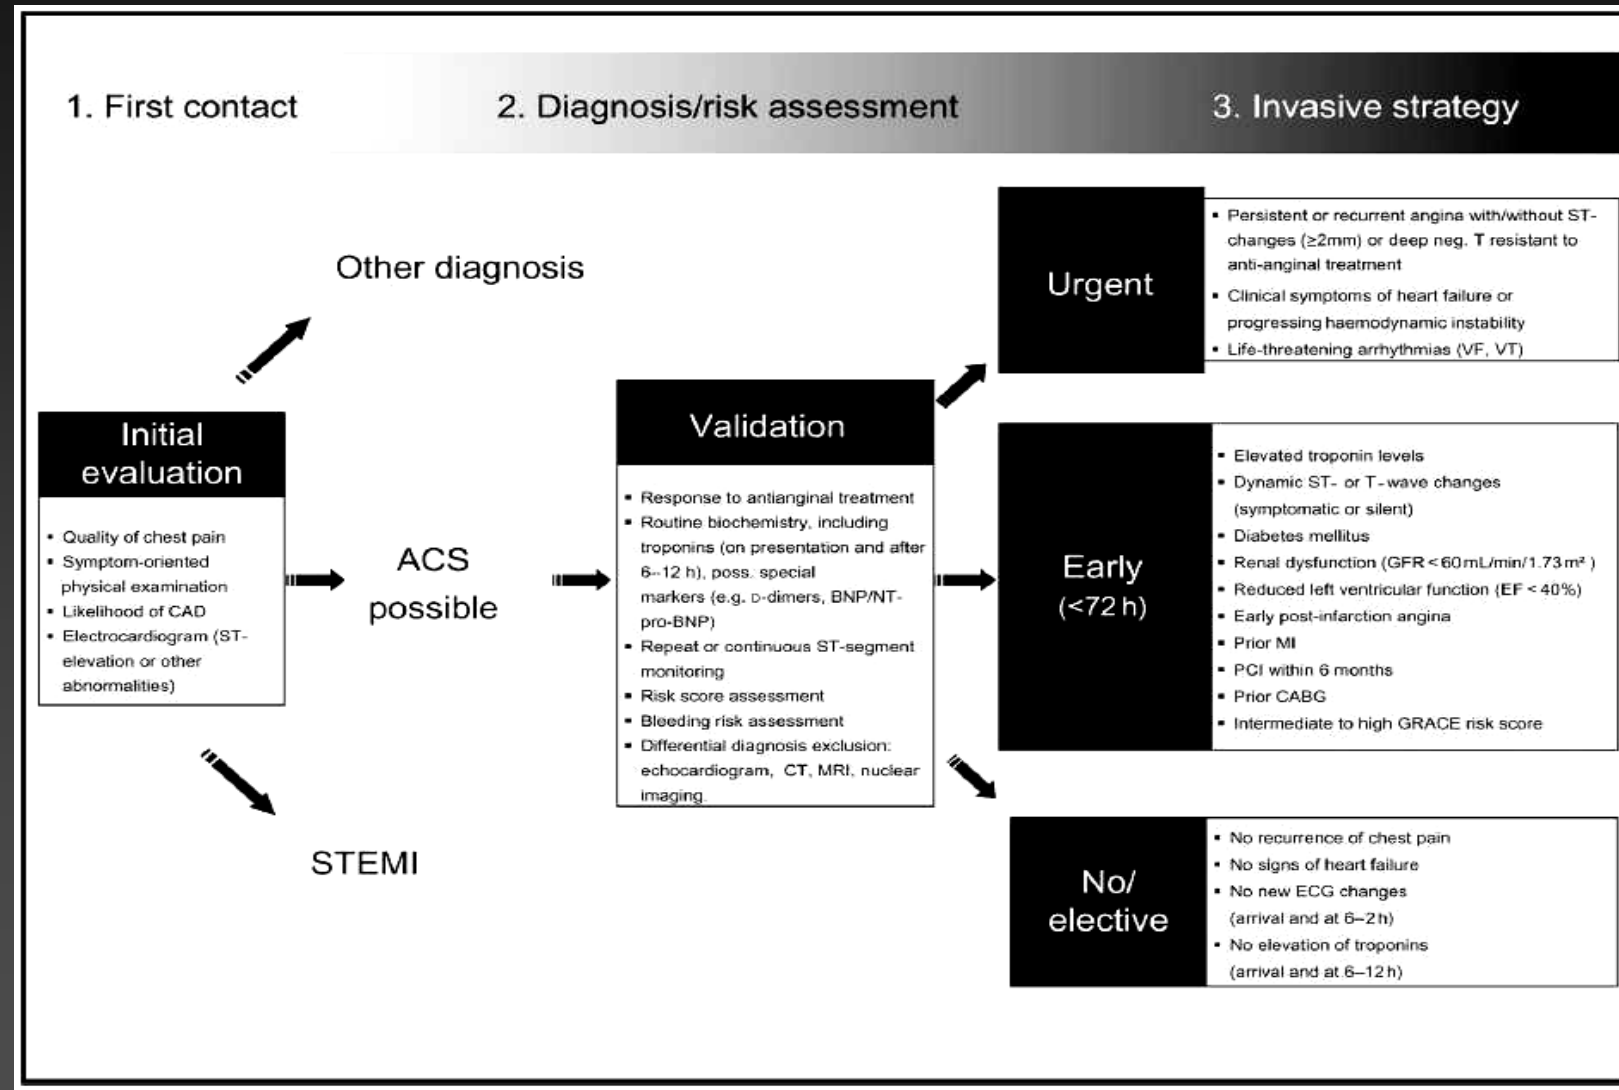 1. First contact
2. Diagnosis/risk assessment
3. Invasive strategy
Other diagnosis
Initial
evaluation
▪ Quality of chest pain
▪ Symptom-oriented
physical examination
▪ Likelihood of CAD
▪ Electrocardiogram (ST-
elevation or other
abnormalities)
ACS
possible
STEMI
Validation
▪ Response to antianginal treatment
▪ Routine biochemistry, including
troponins (on presentation and after
6–12 h), poss. special
markers (e.g. D-dimers, BNP/NT-
pro-BNP)
▪ Repeat or continuous ST-segment
monitoring
▪ Risk score assessment
▪ Bleeding risk assessment
▪ Differential diagnosis exclusion:
echocardiogram, CT, MRI, nuclear
imaging.
Urgent
▪ Persistent or recurrent angina with/without ST-
changes (≥2mm) or deep neg. T resistant to
anti-anginal treatment
▪ Clinical symptoms of heart failure or
progressing haemodynamic instability
▪ Life-threatening arrhythmias (VF, VT)
Early
(<72 h)
▪ Elevated troponin levels
▪ Dynamic ST- or T-wave changes
(symptomatic or silent)
▪ Diabetes mellitus
▪ Renal dysfunction (GFR < 60 mL/min/1.73 m²)
▪ Reduced left ventricular function (EF < 40%)
▪ Early post-infarction angina
▪ Prior MI
▪ PCI within 6 months
▪ Prior CABG
▪ Intermediate to high GRACE risk score
No/
elective
▪ No recurrence of chest pain
▪ No signs of heart failure
▪ No new ECG changes
(arrival and at 6–2 h)
▪ No elevation of troponins
(arrival and at 6–12 h)